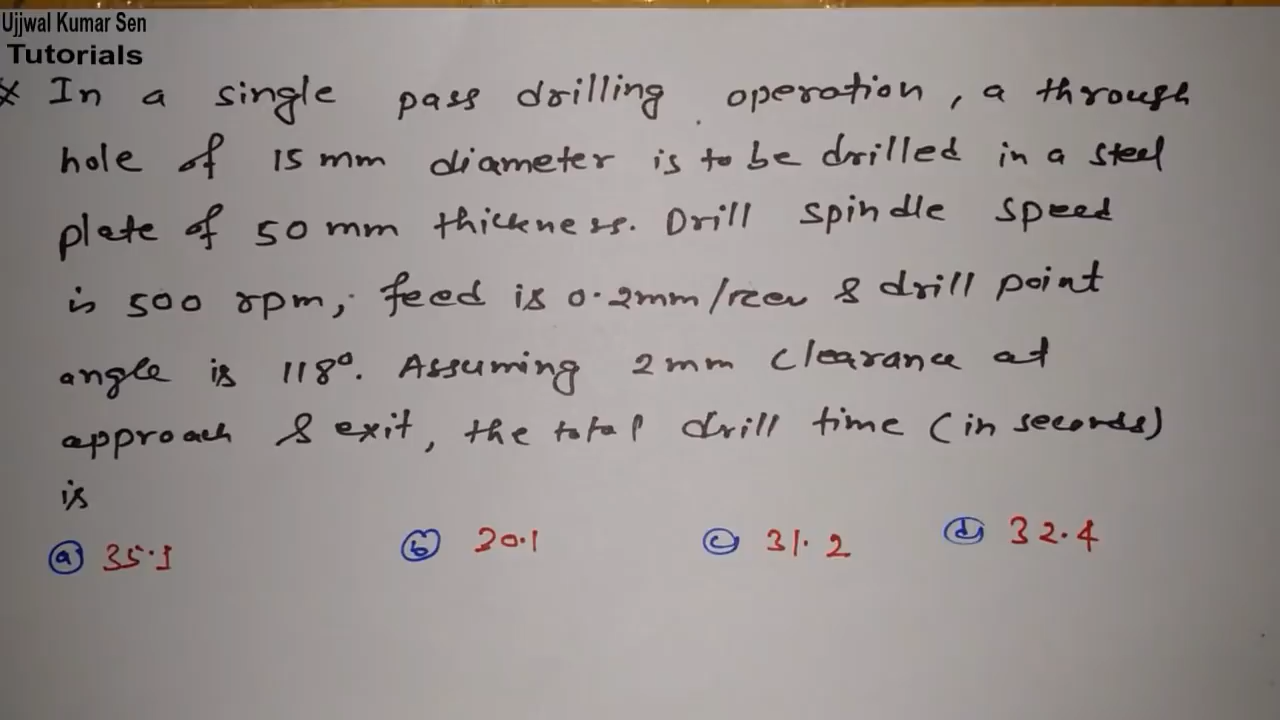 Ujjwal Kumar Sen
Tutorials
* In a single pass drilling operation, a through
hole of 15 mm diameter is to be drilled in a steel
plate of 50 mm thickness. Drill spindle speed
is 500 rpm, feed is 0.2mm/rev & drill point
angle is 118°. Assuming 2mm clearance at
approach & exit, the total drill time (in seconds)
is
(a) 35.1 (b) 30.1 (c) 31.2 (d) 32.4